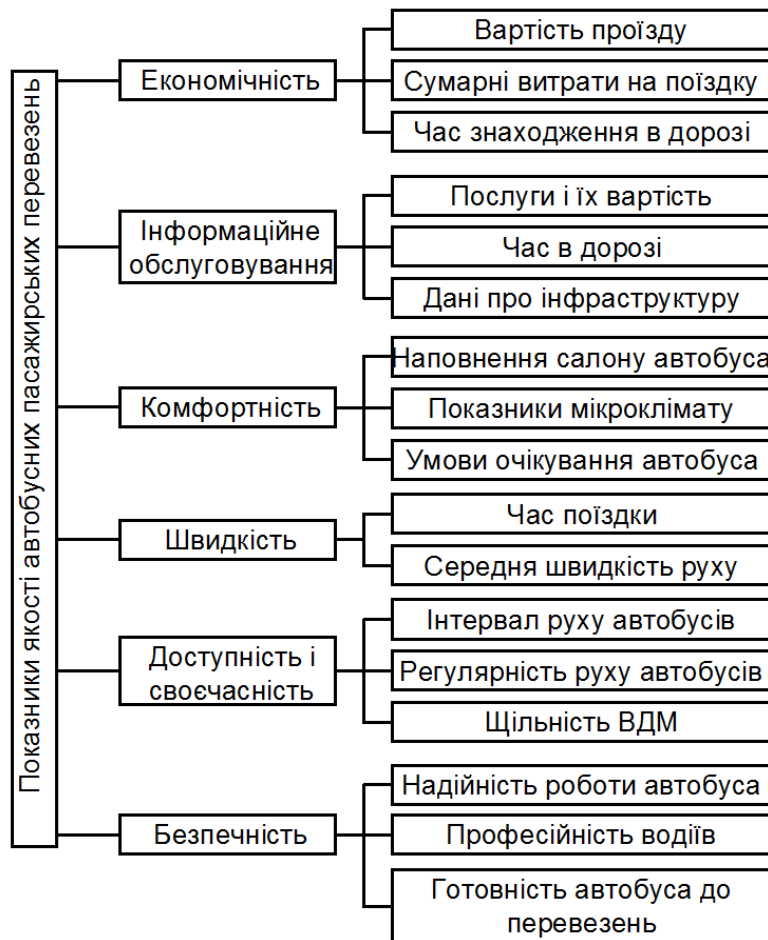 Показники якості автобусних пасажирських перевезень
Економічність
Вартість проїзду
Сумарні витрати на поїздку
Час знаходження в дорозі
Інформаційне
обслуговування
Послуги і їх вартість
Час в дорозі
Дані про інфраструктуру
Комфортність
Наповнення салону автобуса
Показники мікроклімату
Умови очікування автобуса
Швидкість
Час поїздки
Середня швидкість руху
Доступність і
своєчасність
Інтервал руху автобусів
Регулярність руху автобусів
Щільність ВДМ
Безпечність
Надійність роботи автобуса
Професійність водіїв
Готовність автобуса до
перевезень